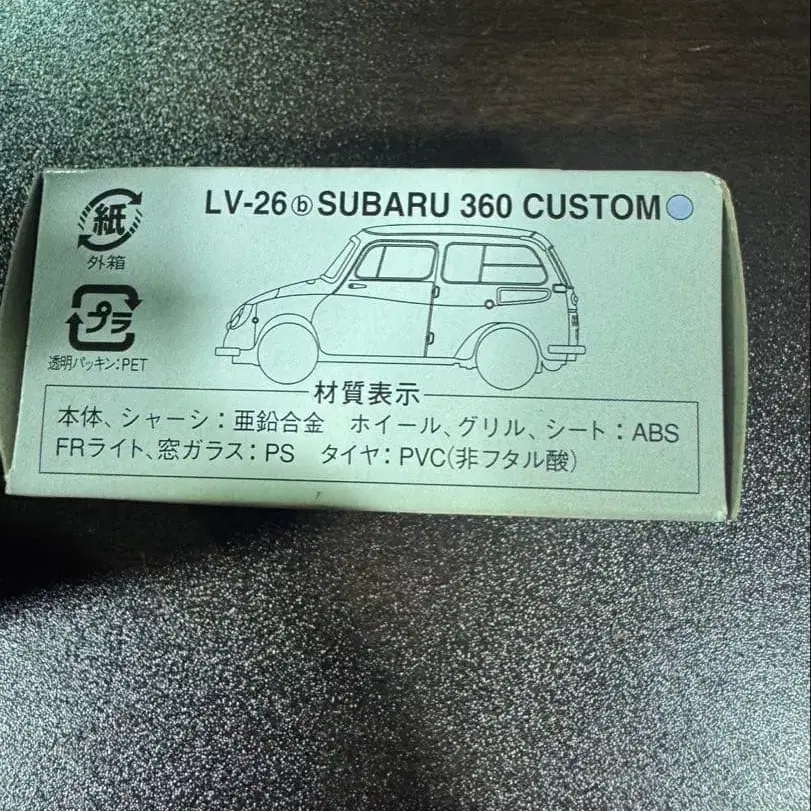 LV-26ⓑSUBARU 360 CUSTOM
紙
外箱
プラ
透明パッキン:PET
材質表示
本体、シャーシ:亜鉛合金 ホイール、グリル、シート:ABS
FRライト、窓ガラス:PS タイヤ:PVC(非フタル酸)